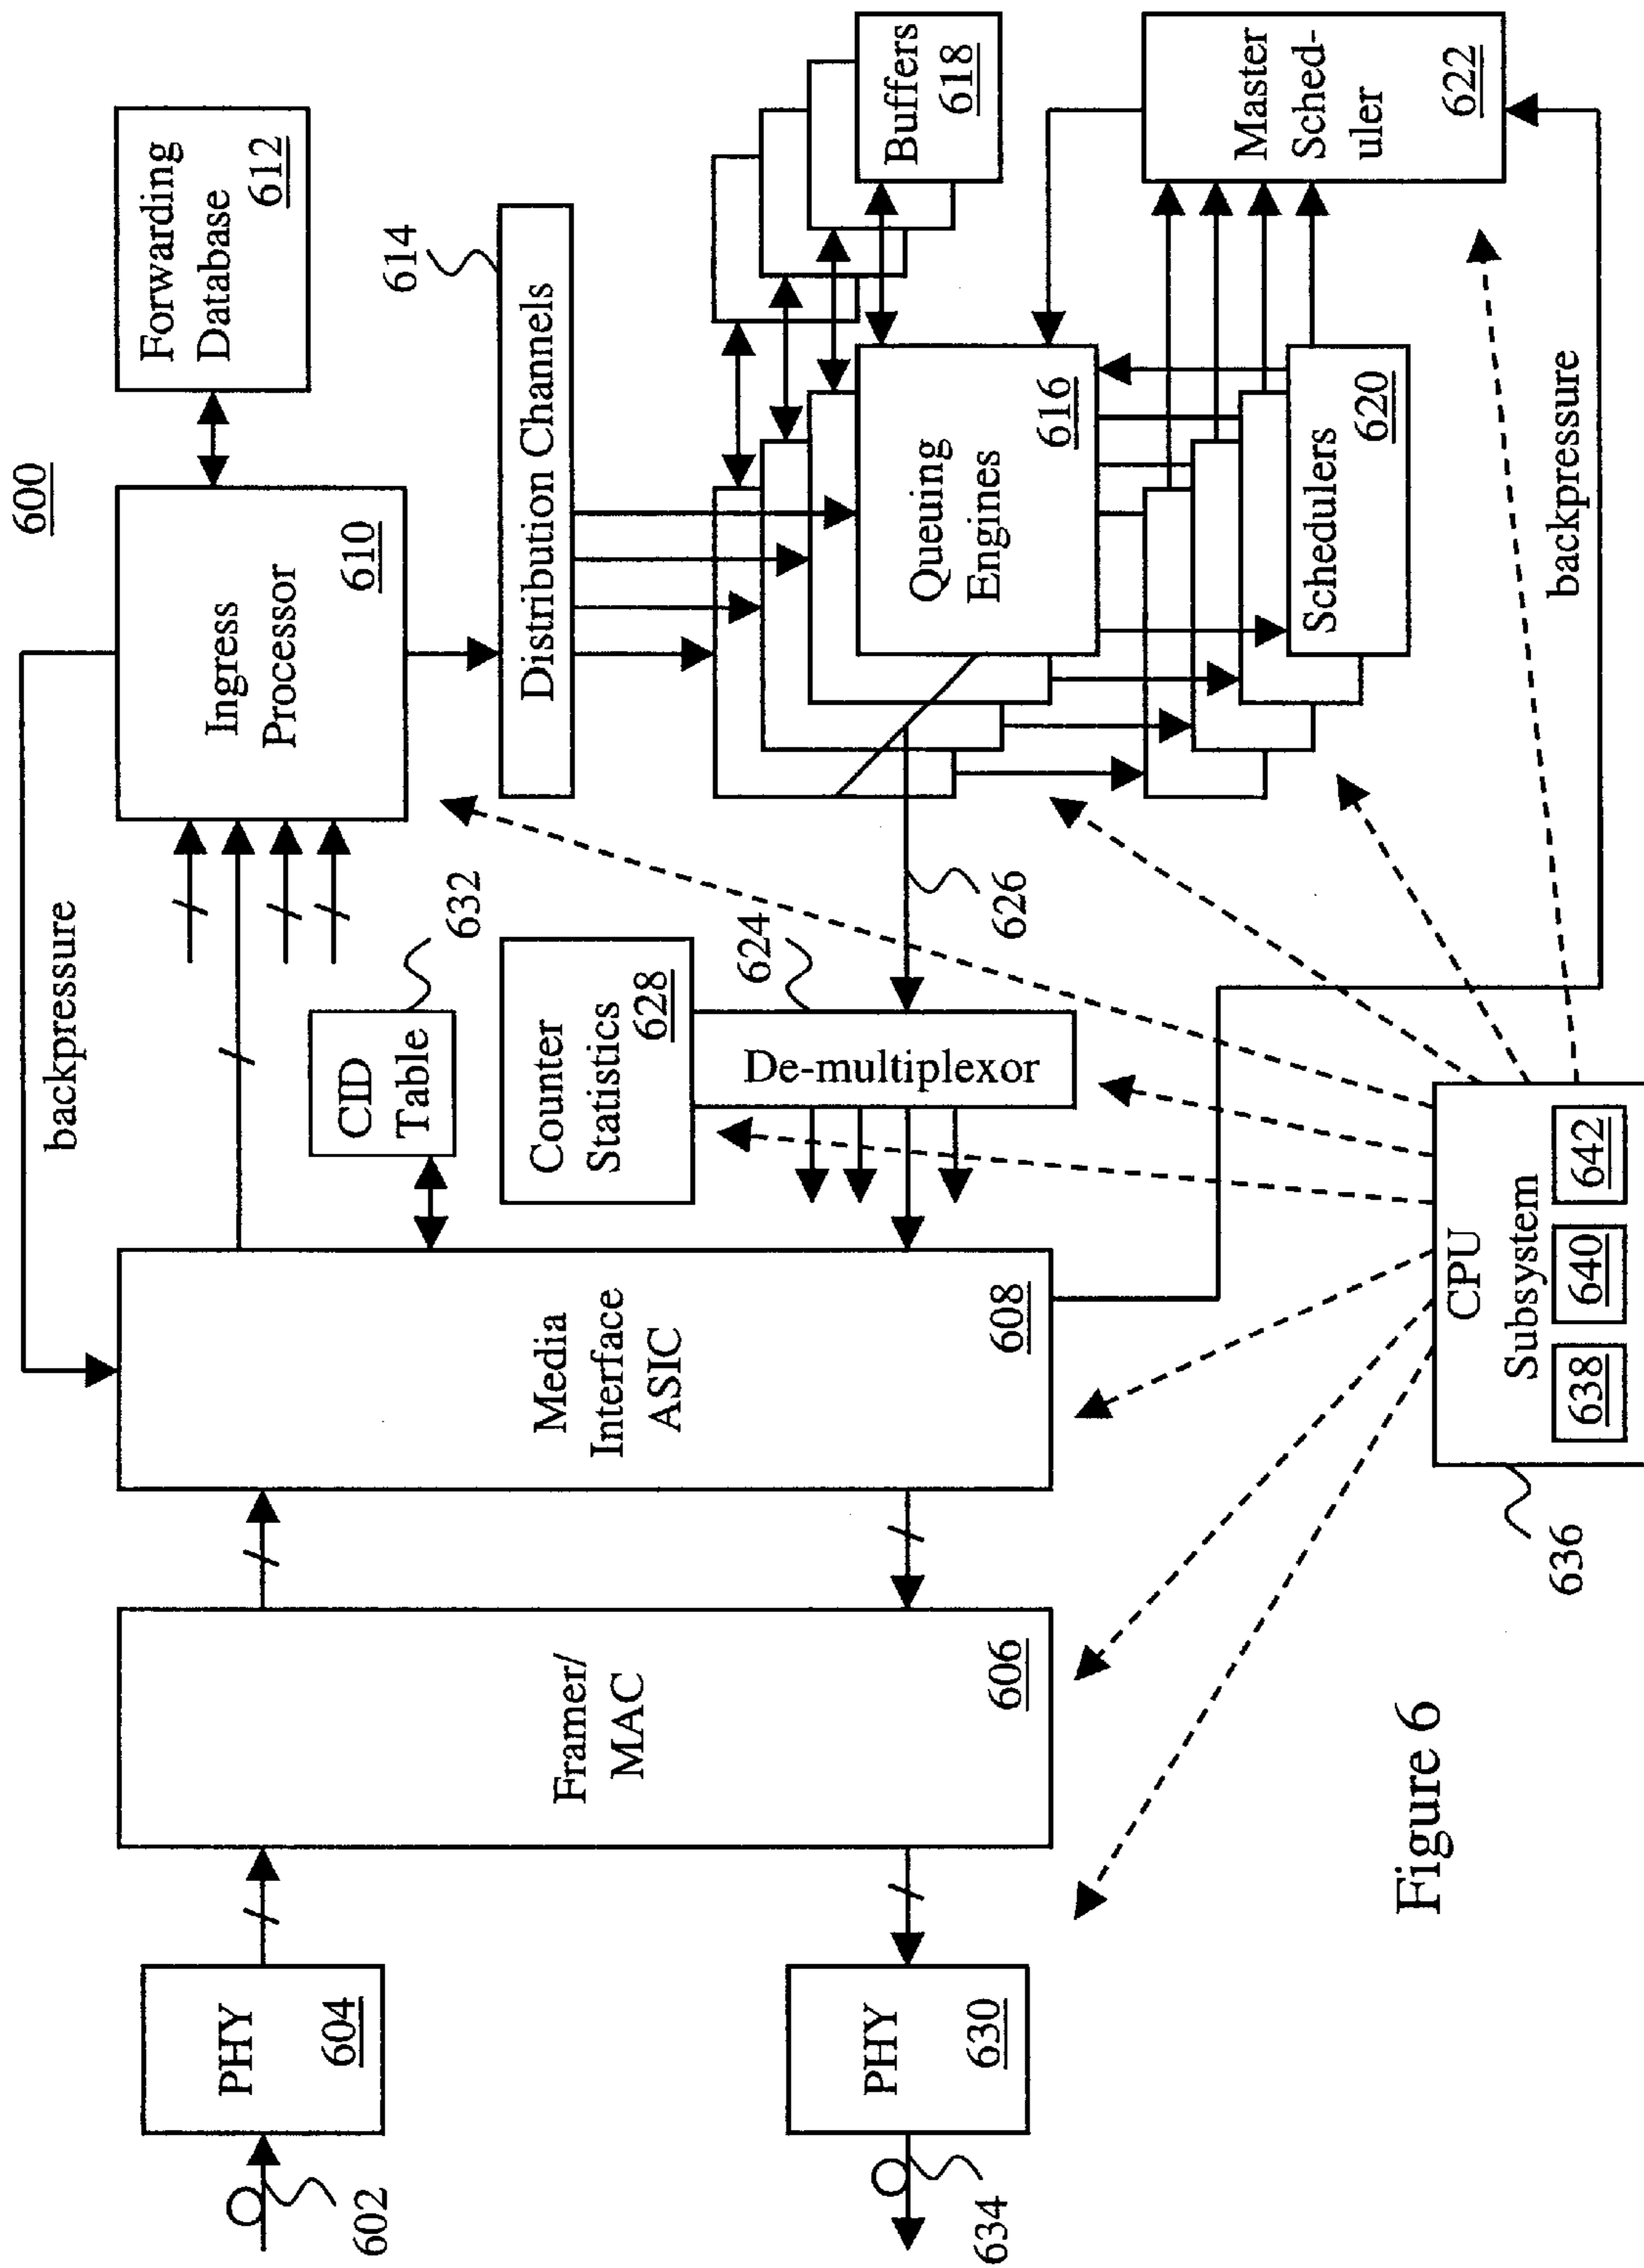 600
backpressure
Forwarding
Database
612
Ingress
Processor
610
614
Distribution Channels
CID
Table
632
Counter
Statistics
628
624
De-multiplexor
626
Queuing
Engines
616
Buffers
618
Schedulers
620
Master
Sched-
uler
622
backpressure
Media
Interface
ASIC
608
Framer/
MAC
606
PHY
604
602
PHY
630
634
CPU
Subsystem
638
640
642
636
Figure 6